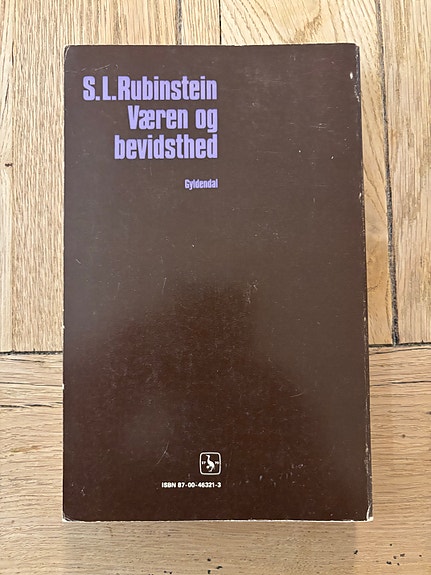 S.L.Rubinstein
Væren og
bevidsthed
Gyldendal
ISBN 87-00-46321-3